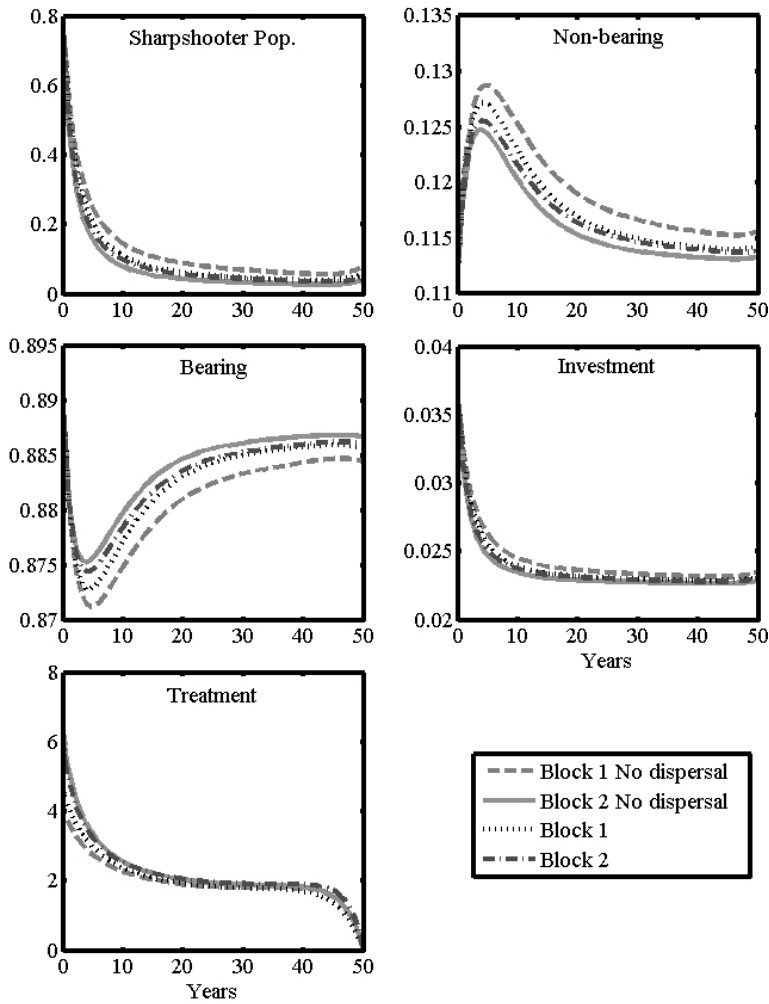 Sharpshooter Pop.
0.8
0.6
0.4
0.2
0
0 10 20 30 40 50
Non-bearing
0.135
0.13
0.125
0.12
0.115
0.11
0 10 20 30 40 50
Bearing
0.895
0.89
0.885
0.88
0.875
0.87
0 10 20 30 40 50
Investment
0.04
0.035
0.03
0.025
0.02
0 10 20 30 40 50
Years
Treatment
8
6
4
2
0
0 10 20 30 40 50
Years
Block 1 No dispersal
Block 2 No dispersal
Block 1
Block 2